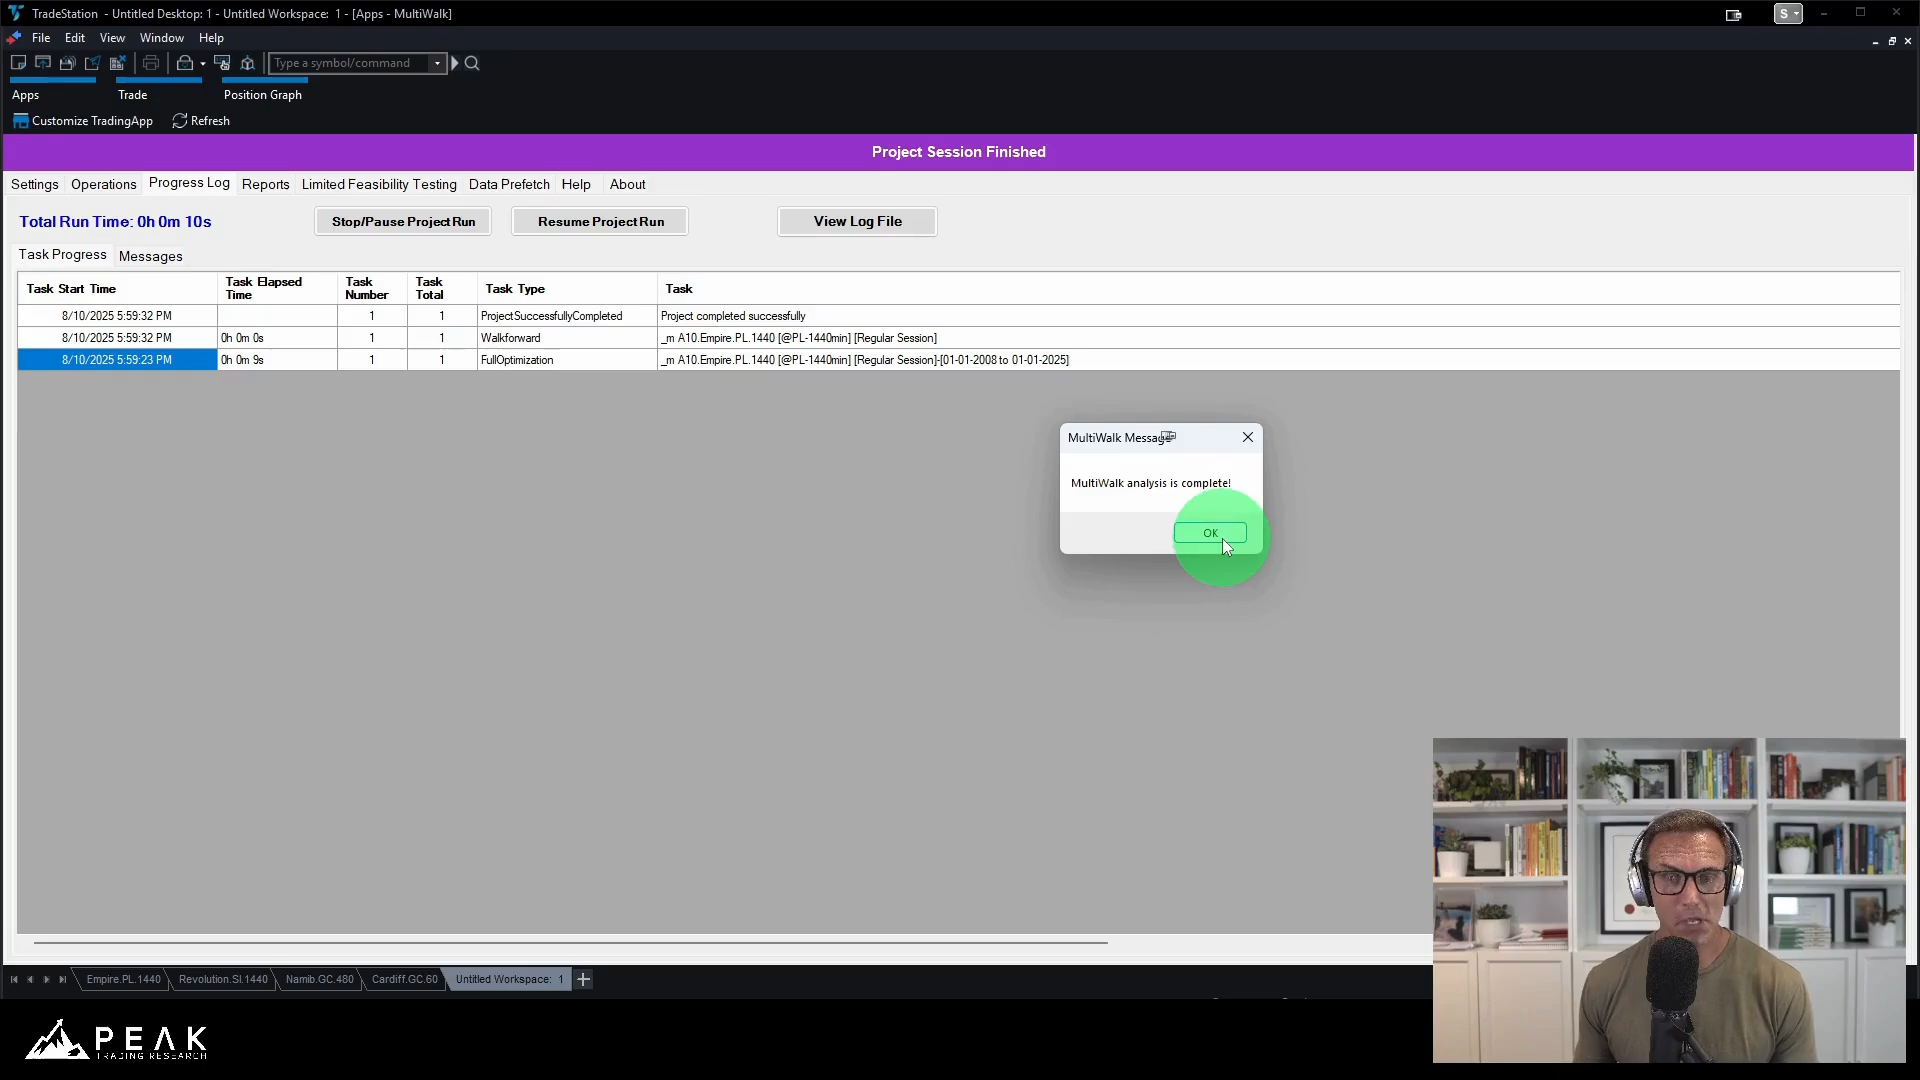 TradeStation - Untitled Desktop: 1 - Untitled Workspace: 1 - [Apps - MultiWalk]
S
File Edit View Window Help
Type a symbol/command
Apps Trade Position Graph
Customize TradingApp Refresh
Project Session Finished
Settings Operations Progress Log Reports Limited Feasibility Testing Data Prefetch Help About
Total Run Time: 0h 0m 10s Stop/Pause Project Run Resume Project Run View Log File
Task Progress Messages
Task Start Time Task Elapsed Time Task Number Task Total Task Type Task
8/10/2025 5:59:32 PM 1 1 ProjectSuccessfullyCompleted Project completed successfully
8/10/2025 5:59:32 PM 0h 0m 0s 1 1 Walkforward _m A10.Empire.PL.1440 [@PL-1440min] [Regular Session]
8/10/2025 5:59:23 PM 0h 0m 9s 1 1 FullOptimization _m A10.Empire.PL.1440 [@PL-1440min] [Regular Session]-[01-01-2008 to 01-01-2025]
MultiWalk Message
MultiWalk analysis is complete!
OK
Empire.PL.1440 Revolution.SI.1440 Namib.GC.480 Cardiff.GC.60 Untitled Workspace: 1
PEAK
TRADING RESEARCH